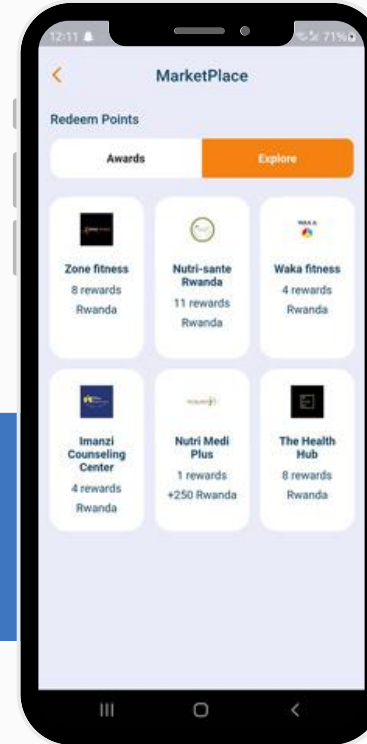 12:11
71%
MarketPlace
Redeem Points
Awards
Explore
Zone fitness
8 rewards
Rwanda
Nutri-sante
Rwanda
11 rewards
Rwanda
WAKA
Waka fitness
4 rewards
Rwanda
Imanzi
Counseling
Center
4 rewards
Rwanda
Nutri Medi
Plus
1 rewards
+250 Rwanda
The Health
Hub
8 rewards
Rwanda